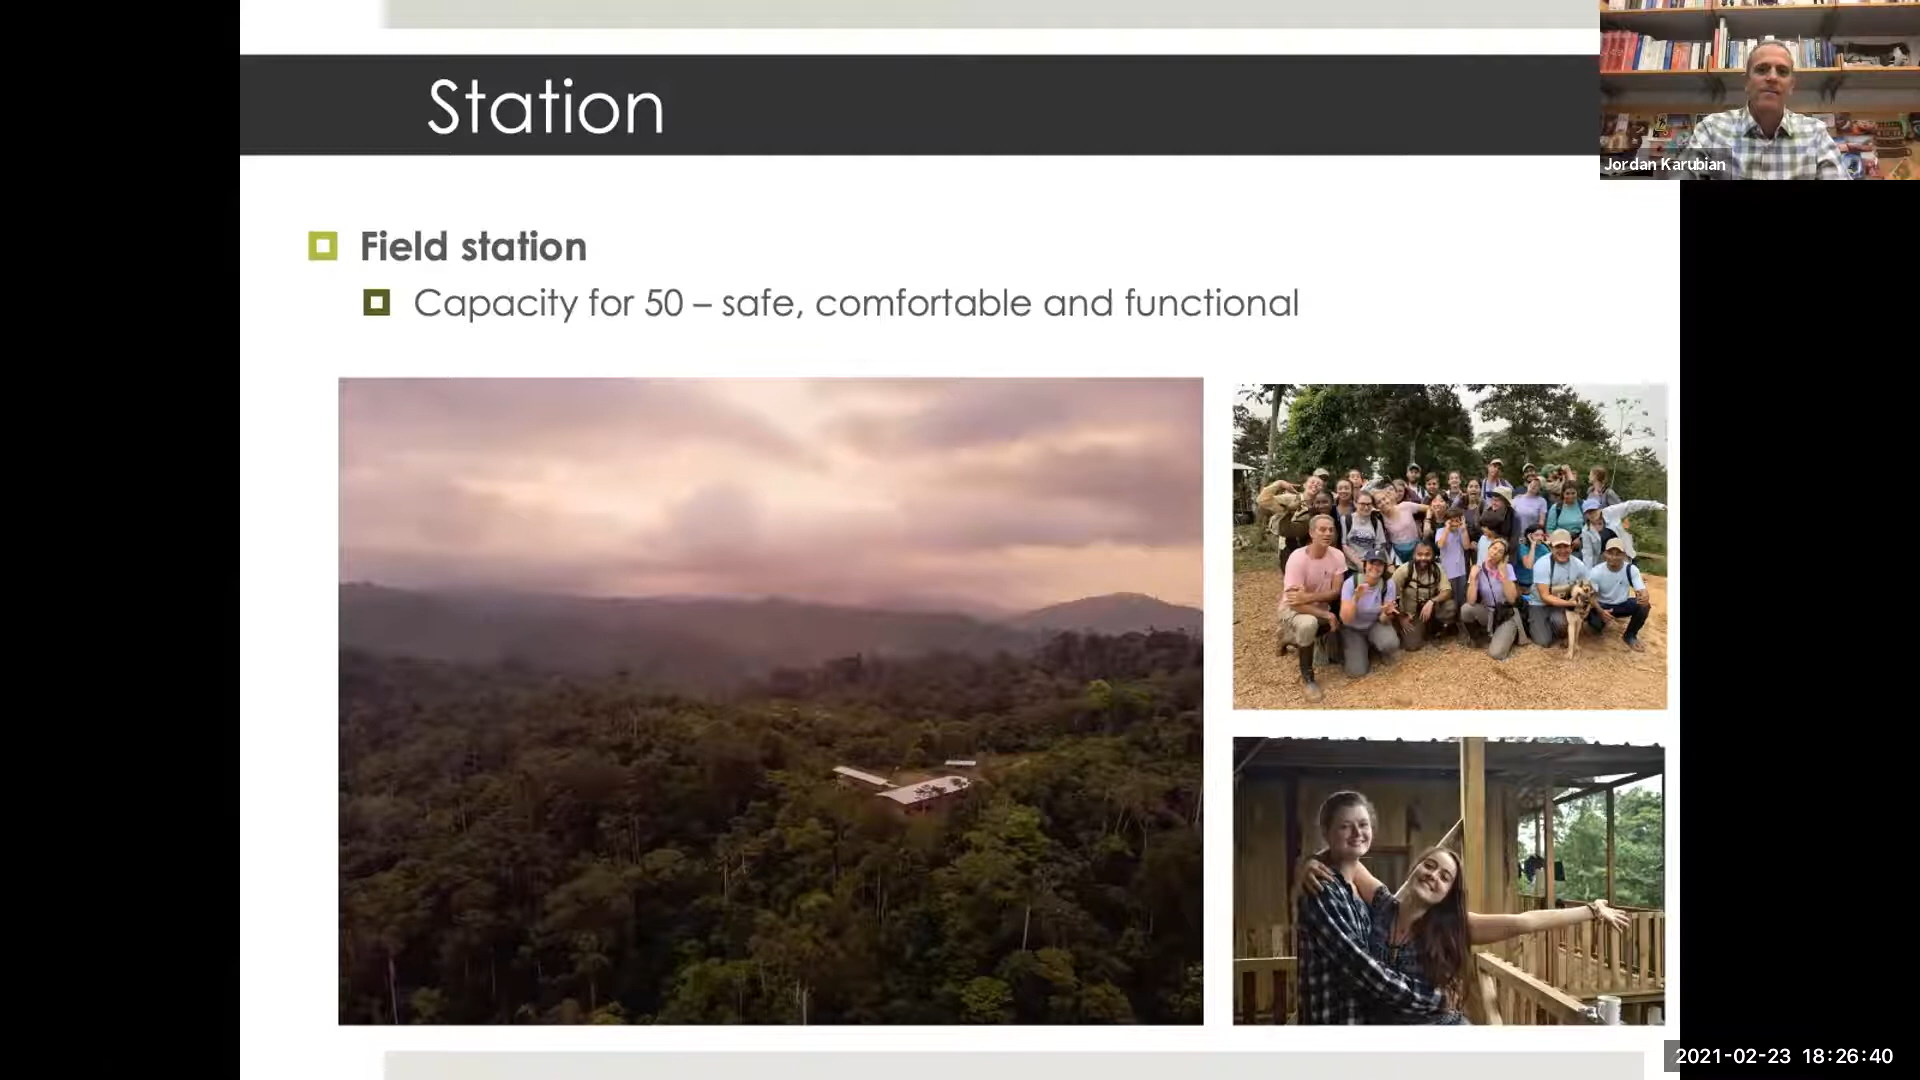 Station
Jordan Karubian
Field station
Capacity for 50 – safe, comfortable and functional
2021-02-23 18:26:40